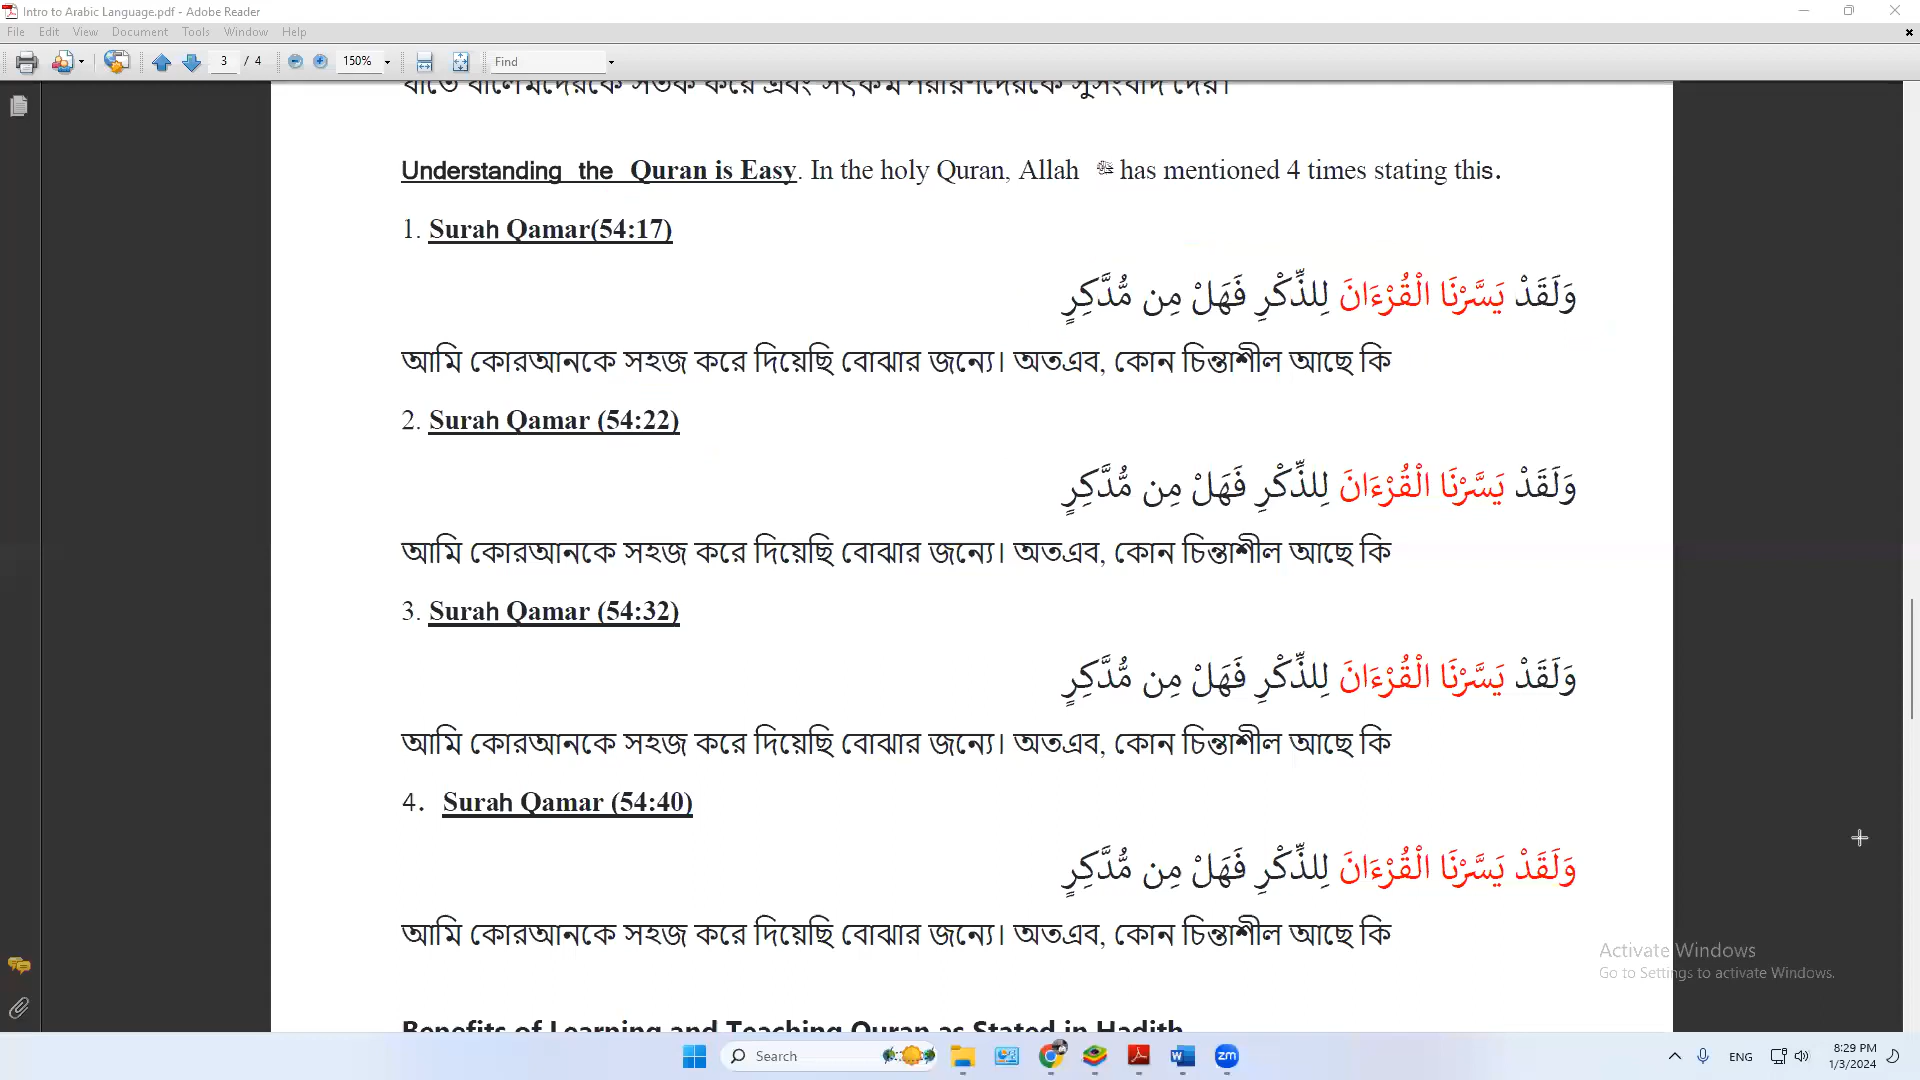 Intro to Arabic Language.pdf - Adobe Reader
File Edit View Document Tools Window Help
3 / 4 150% Find
Understanding the Quran is Easy. In the holy Quran, Allah ﷻ has mentioned 4 times stating this.
1. Surah Qamar(54:17)
وَلَقَدْ يَسَّرْنَا الْقُرْءَانَ لِلذِّكْرِ فَهَلْ مِن مُّدَّكِرٍ
আমি কোরআনকে সহজ করে দিয়েছি বোঝার জন্যে। অতএব, কোন চিন্তাশীল আছে কি
2. Surah Qamar (54:22)
وَلَقَدْ يَسَّرْنَا الْقُرْءَانَ لِلذِّكْرِ فَهَلْ مِن مُّدَّكِرٍ
আমি কোরআনকে সহজ করে দিয়েছি বোঝার জন্যে। অতএব, কোন চিন্তাশীল আছে কি
3. Surah Qamar (54:32)
وَلَقَدْ يَسَّرْنَا الْقُرْءَانَ لِلذِّكْرِ فَهَلْ مِن مُّدَّكِرٍ
আমি কোরআনকে সহজ করে দিয়েছি বোঝার জন্যে। অতএব, কোন চিন্তাশীল আছে কি
4. Surah Qamar (54:40)
وَلَقَدْ يَسَّرْنَا الْقُرْءَانَ لِلذِّكْرِ فَهَلْ مِن مُّدَّكِرٍ
আমি কোরআনকে সহজ করে দিয়েছি বোঝার জন্যে। অতএব, কোন চিন্তাশীল আছে কি
Activate Windows
Go to Settings to activate Windows.
Benefits of Learning and Teaching Quran as Stated in Hadith
Search
zm
ENG
8:29 PM
1/3/2024